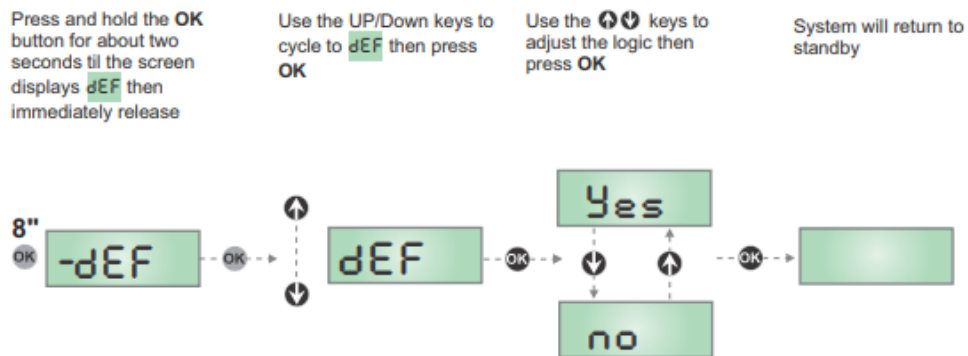 Press and hold the OK
button for about two
seconds til the screen
displays dEF then
immediately release
Use the UP/Down keys to
cycle to dEF then press
OK
Use the keys to
adjust the logic then
press OK
System will return to
standby
8"
OK
-dEF
OK
dEF
OK
Yes
no
OK